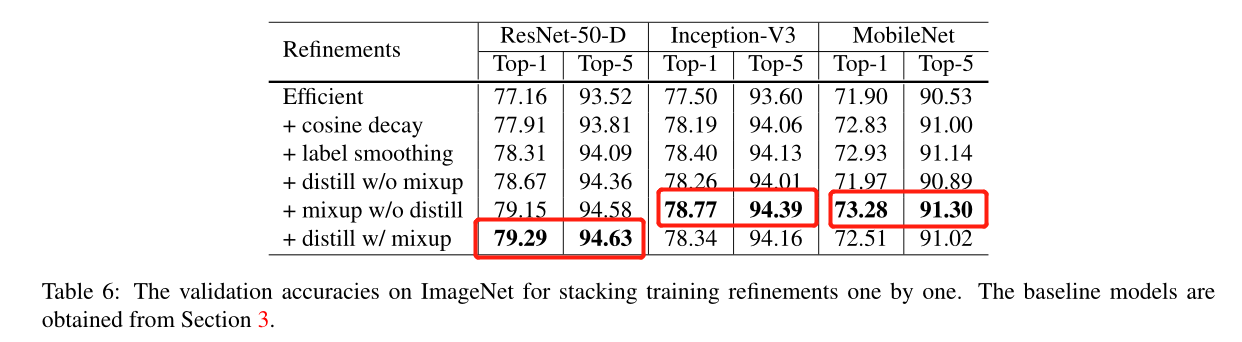 Refinements ResNet-50-D Inception-V3 MobileNet
Top-1 Top-5 Top-1 Top-5 Top-1 Top-5
Efficient 77.16 93.52 77.50 93.60 71.90 90.53
+ cosine decay 77.91 93.81 78.19 94.06 72.83 91.00
+ label smoothing 78.31 94.09 78.40 94.13 72.93 91.14
+ distill w/o mixup 78.67 94.36 78.26 94.01 71.97 90.89
+ mixup w/o distill 79.15 94.58 78.77 94.39 73.28 91.30
+ distill w/ mixup 79.29 94.63 78.34 94.16 72.51 91.02
Table 6: The validation accuracies on ImageNet for stacking training refinements one by one. The baseline models are
obtained from Section 3.